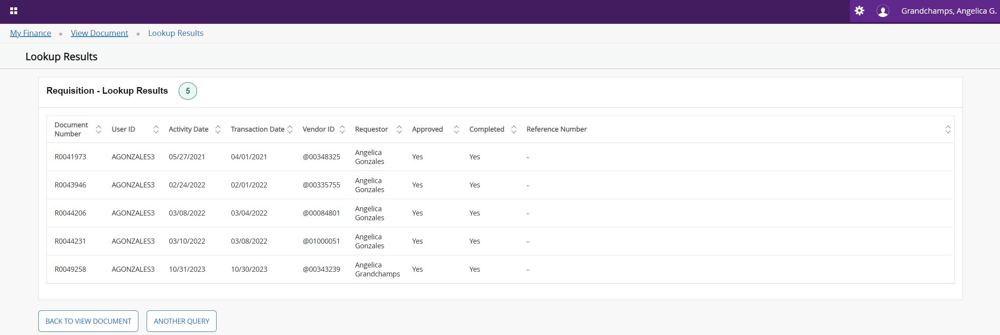 Grandchamps, Angelica G.
My Finance • View Document • Lookup Results
Lookup Results
Requisition - Lookup Results 5
Document Number User ID Activity Date Transaction Date Vendor ID Requestor Approved Completed Reference Number
R0041973 AGONZALES3 05/27/2021 04/01/2021 @00348325 Angelica Gonzales Yes Yes -
R0043946 AGONZALES3 02/24/2022 02/01/2022 @00335755 Angelica Gonzales Yes Yes -
R0044206 AGONZALES3 03/08/2022 03/04/2022 @00084801 Angelica Gonzales Yes Yes -
R0044231 AGONZALES3 03/10/2022 03/08/2022 @01000051 Angelica Gonzales Yes Yes -
R0049258 AGONZALES3 10/31/2023 10/30/2023 @00343239 Angelica Grandchamps Yes Yes -
BACK TO VIEW DOCUMENT ANOTHER QUERY